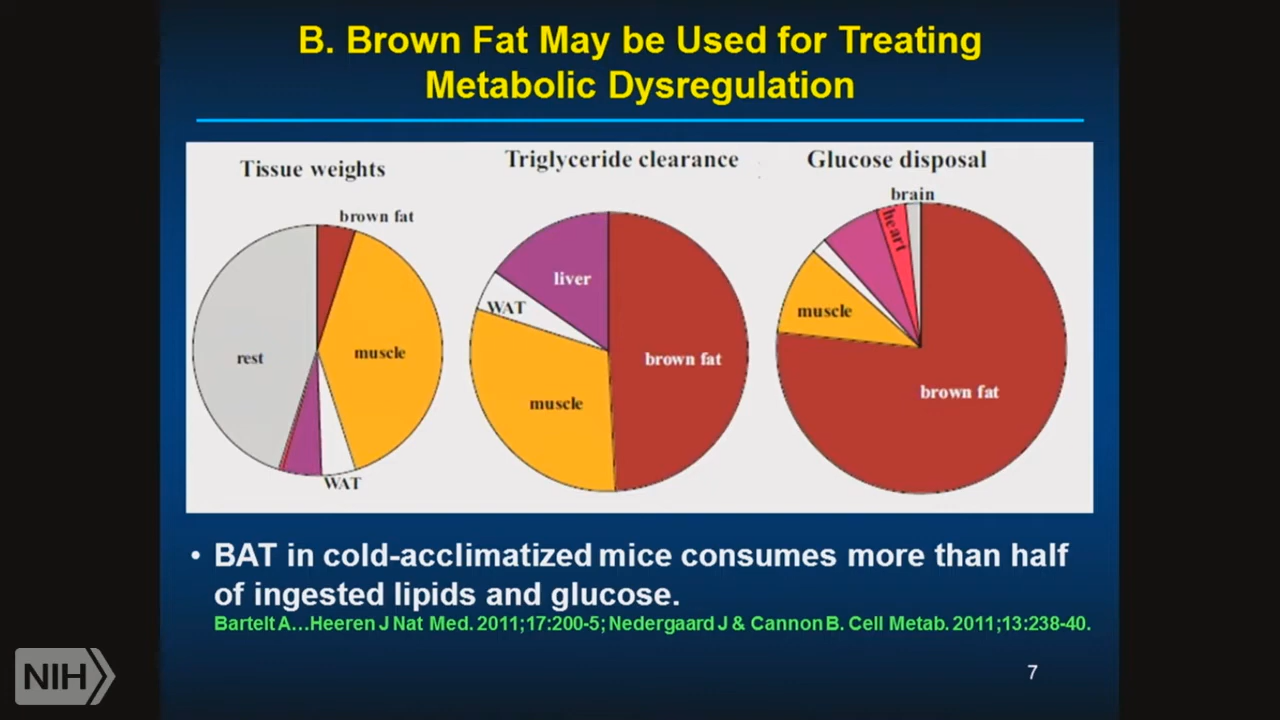 B. Brown Fat May be Used for Treating
Metabolic Dysregulation
Tissue weights
brown fat
rest
muscle
WAT
Triglyceride clearance
liver
WAT
brown fat
muscle
Glucose disposal
brain
heart
muscle
brown fat
• BAT in cold-acclimatized mice consumes more than half
of ingested lipids and glucose.
Bartelt A...Heeren J Nat Med. 2011;17:200-5; Nedergaard J & Cannon B. Cell Metab. 2011;13:238-40.
NIH
7